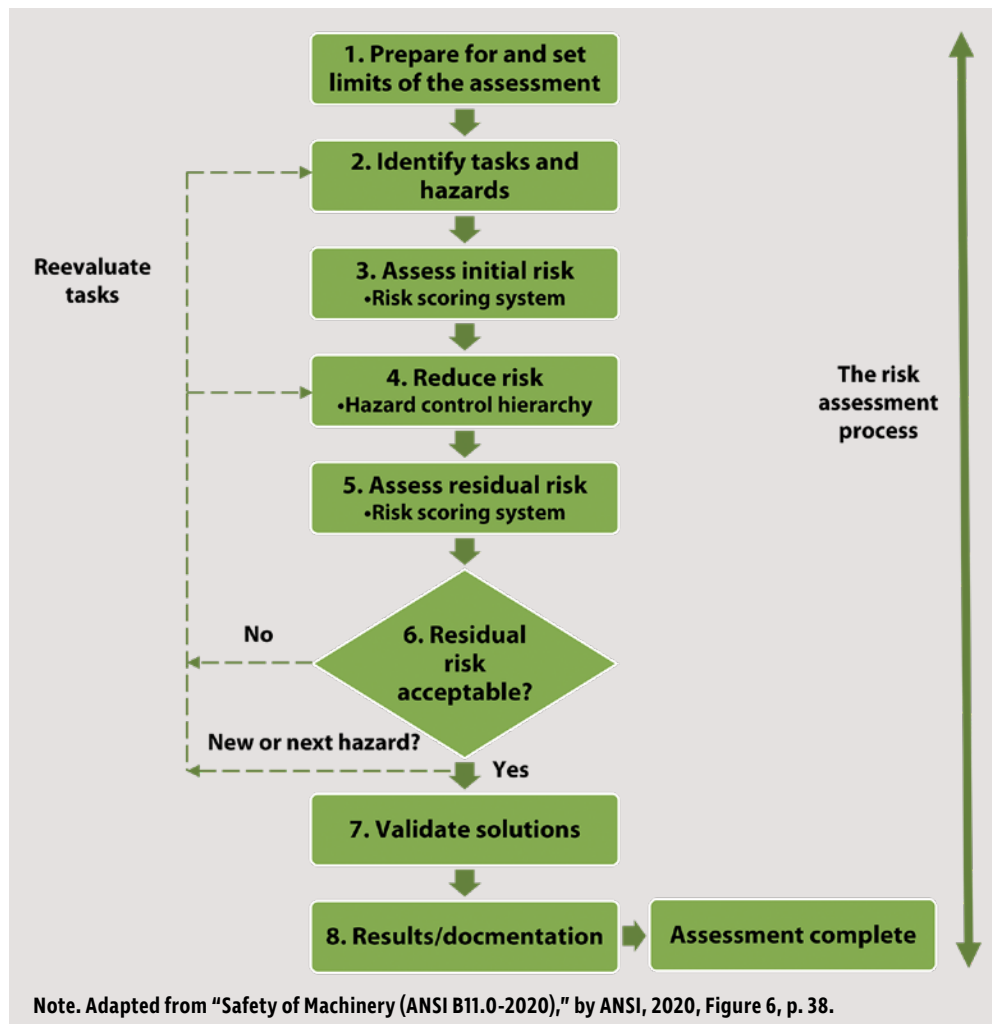 1. Prepare for and set
limits of the assessment
2. Identify tasks and
hazards
Reevaluate
tasks
3. Assess initial risk
•Risk scoring system
4. Reduce risk
•Hazard control hierarchy
The risk
assessment
process
5. Assess residual risk
•Risk scoring system
No
6. Residual
risk
acceptable?
New or next hazard?
Yes
7. Validate solutions
8. Results/docmentation
Assessment complete
Note. Adapted from “Safety of Machinery (ANSI B11.0-2020),” by ANSI, 2020, Figure 6, p. 38.